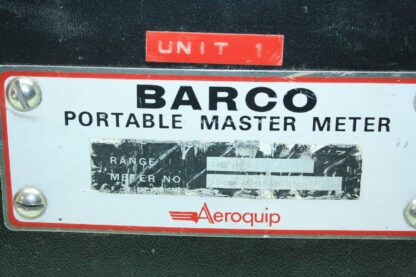 UNIT 1
BARCO
PORTABLE MASTER METER
RANGE
METER NO.
Aeroquip